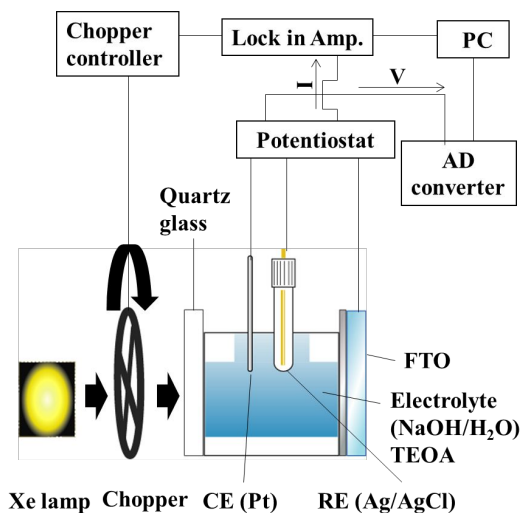 Chopper
controller
Lock in Amp.
PC
I
V
Potentiostat
AD
converter
Quartz
glass
FTO
Electrolyte
(NaOH/H₂O)
TEOA
Xe lamp Chopper CE (Pt) RE (Ag/AgCl)